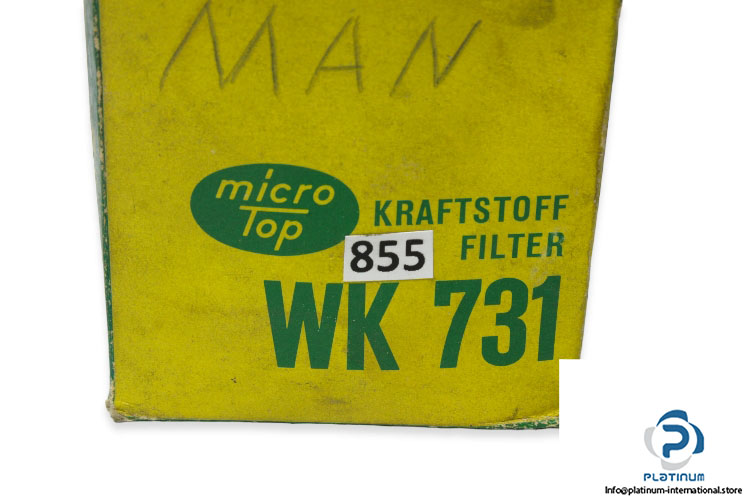 MAN
micro
Top
KRAFTSTOFF
FILTER
855
WK 731
PLATINUM
Info@platinum-international.store